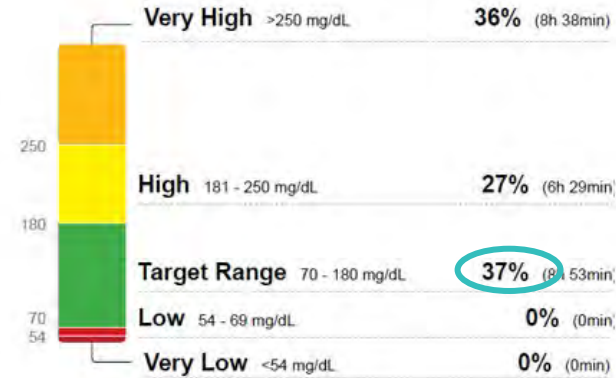 Very High >250 mg/dL 36% (8h 38min)
250
High 181 - 250 mg/dL 27% (6h 29min)
180
Target Range 70 - 180 mg/dL 37% (8h 53min)
70 Low 54 - 69 mg/dL 0% (0min)
54
Very Low <54 mg/dL 0% (0min)